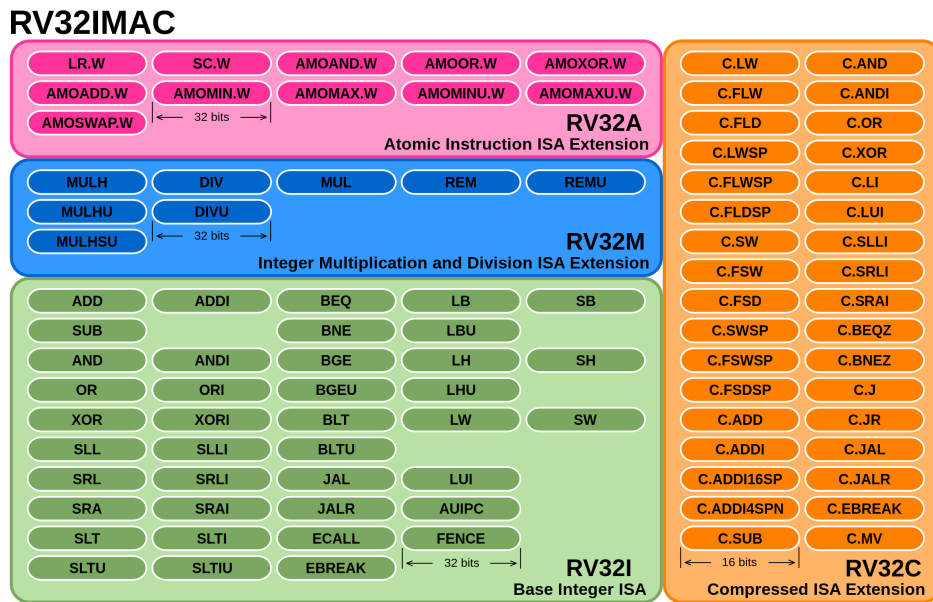 RV32IMAC
LR.W SC.W AMOAND.W AMOOR.W AMOXOR.W
AMOADD.W AMOMIN.W AMOMAX.W AMOMINU.W AMOMAXU.W
AMOSWAP.W 32 bits RV32A
Atomic Instruction ISA Extension
MULH DIV MUL REM REMU
MULHU DIVU
MULHSU 32 bits RV32M
Integer Multiplication and Division ISA Extension
ADD ADDI BEQ LB SB
SUB BNE LBU
AND ANDI BGE LH SH
OR ORI BGEU LHU
XOR XORI BLT LW SW
SLL SLLI BLTU
SRL SRLI JAL LUI
SRA SRAI JALR AUIPC
SLT SLTI ECALL FENCE
SLTU SLTIU EBREAK 32 bits RV32I
Base Integer ISA
C.LW C.AND
C.FLW C.ANDI
C.FLD C.OR
C.LWSP C.XOR
C.FLWSP C.LI
C.FLDSP C.LUI
C.SW C.SLLI
C.FSW C.SRLI
C.FSD C.SRAI
C.SWSP C.BEQZ
C.FSWSP C.BNEZ
C.FSDSP C.J
C.ADD C.JR
C.ADDI C.JAL
C.ADDI16SP C.JALR
C.ADDI4SPN C.EBREAK
C.SUB C.MV
16 bits RV32C
Compressed ISA Extension